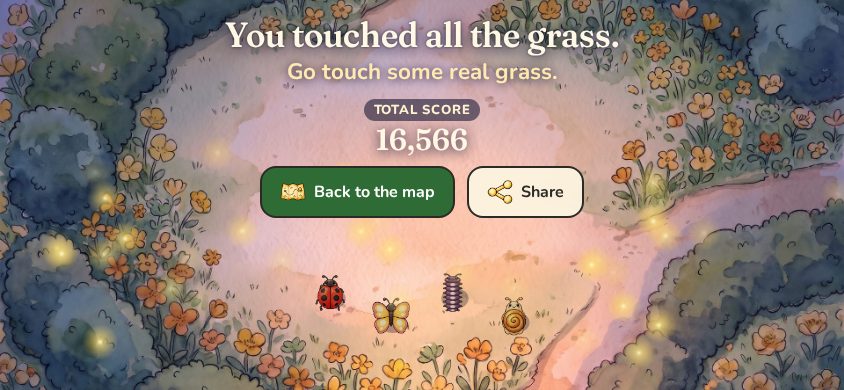 You touched all the grass.
Go touch some real grass.
TOTAL SCORE
16,566
Back to the map
Share